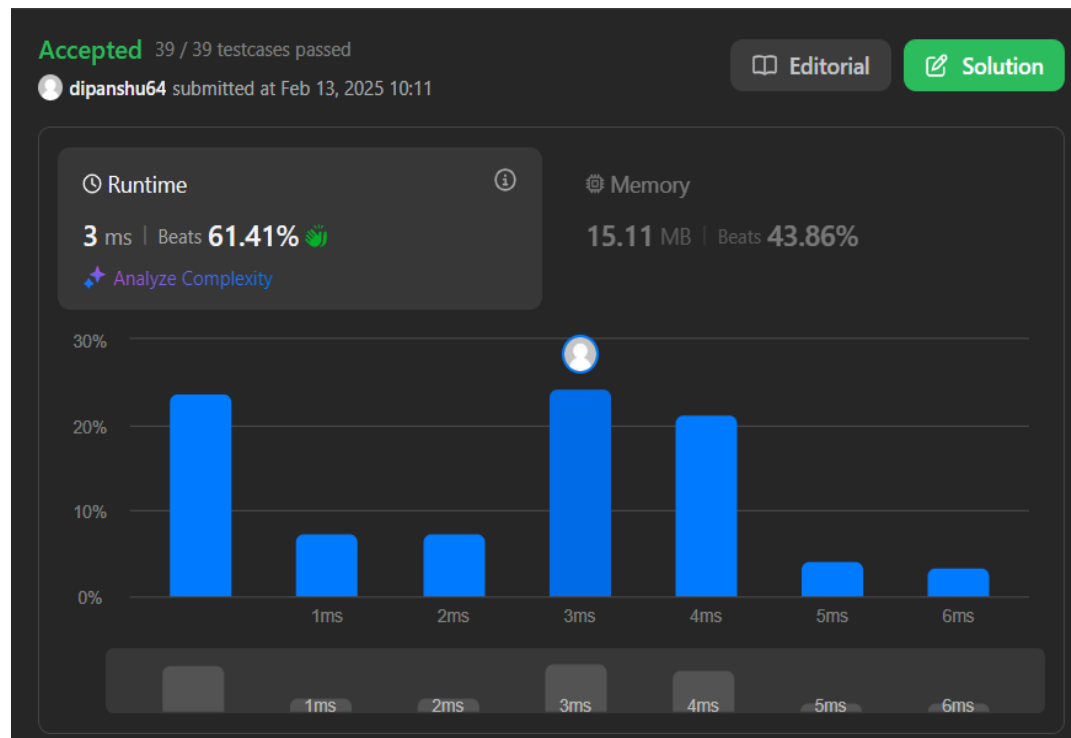 Accepted 39 / 39 testcases passed
Editorial
Solution
dipanshu64 submitted at Feb 13, 2025 10:11
Runtime
3 ms | Beats 61.41%
Analyze Complexity
Memory
15.11 MB | Beats 43.86%
30%
20%
10%
0%
1ms 2ms 3ms 4ms 5ms 6ms
1ms 2ms 3ms 4ms 5ms 6ms